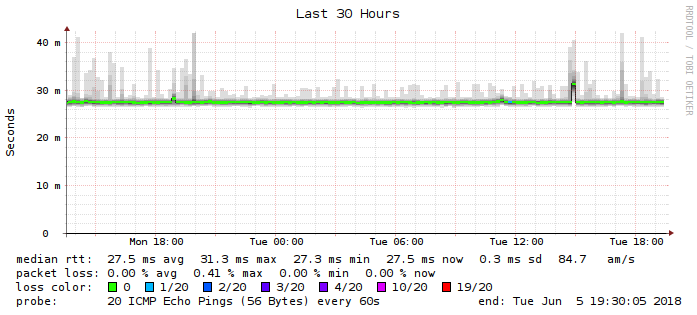 Last 30 Hours
RRDTOOL / TOBI OETIKER
Seconds
40 m
30 m
20 m
10 m
0
Mon 18:00 Tue 00:00 Tue 06:00 Tue 12:00 Tue 18:00
median rtt: 27.5 ms avg 31.3 ms max 27.3 ms min 27.5 ms now 0.3 ms sd 84.7 am/s
packet loss: 0.00 % avg 0.41 % max 0.00 % min 0.00 % now
loss color: 0 1/20 2/20 3/20 4/20 10/20 19/20
probe: 20 ICMP Echo Pings (56 Bytes) every 60s end: Tue Jun 5 19:30:05 2018